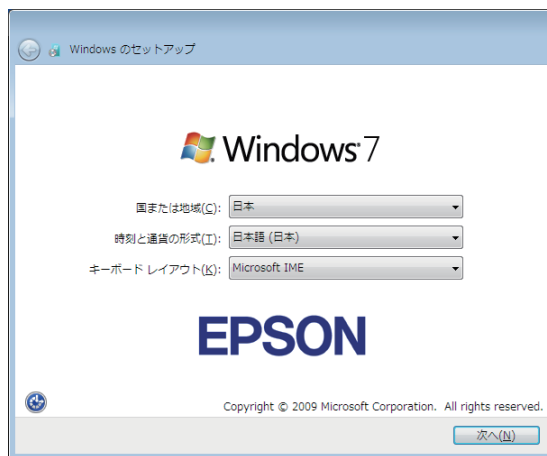 Windows のセットアップ
Windows 7
国または地域(C): 日本
時刻と通貨の形式(T): 日本語 (日本)
キーボード レイアウト(K): Microsoft IME
EPSON
Copyright © 2009 Microsoft Corporation. All rights reserved.
次へ(N)